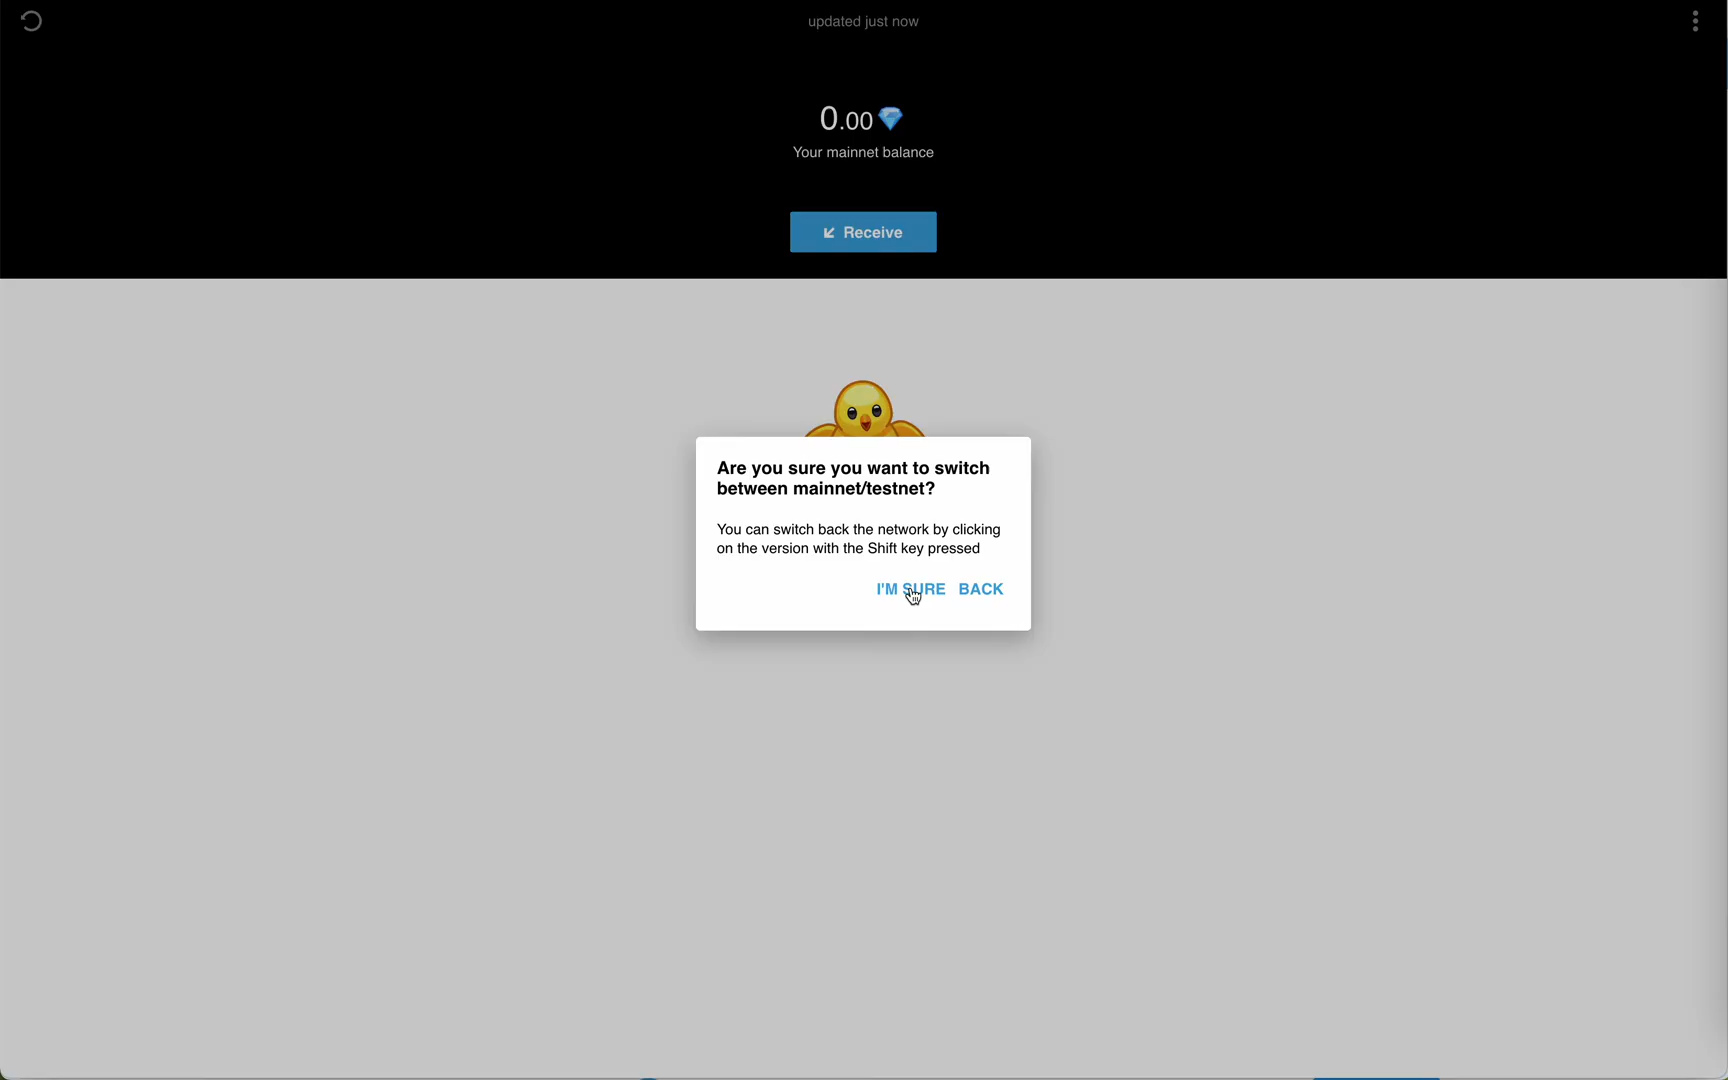 updated just now
0.00
Your mainnet balance
Receive
Are you sure you want to switch
between mainnet/testnet?
You can switch back the network by clicking
on the version with the Shift key pressed
I'M SURE BACK